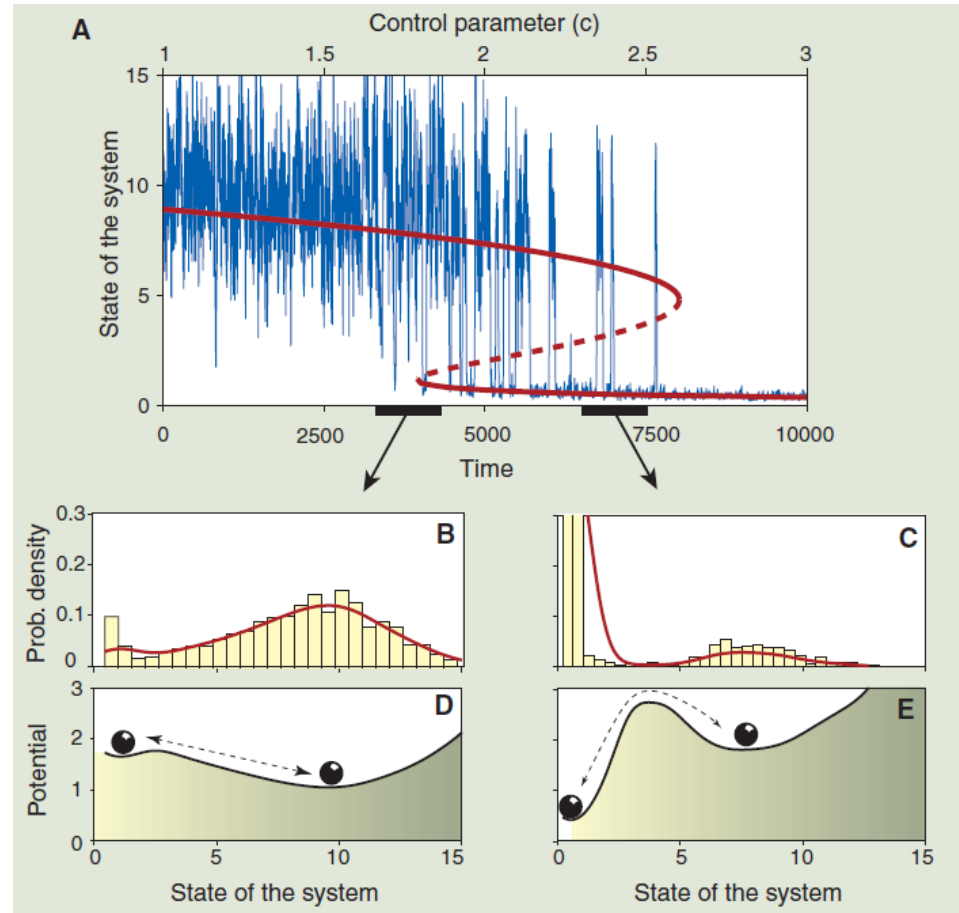 A
Control parameter (c)
1 1.5 2 2.5 3
State of the system
15
10
5
0
0 2500 5000 7500 10000
Time
Prob. density
0.3
0.2
0.1
0
B
C
Potential
3
2
1
0
D
E
0 5 10 15
0 5 10 15
State of the system
State of the system